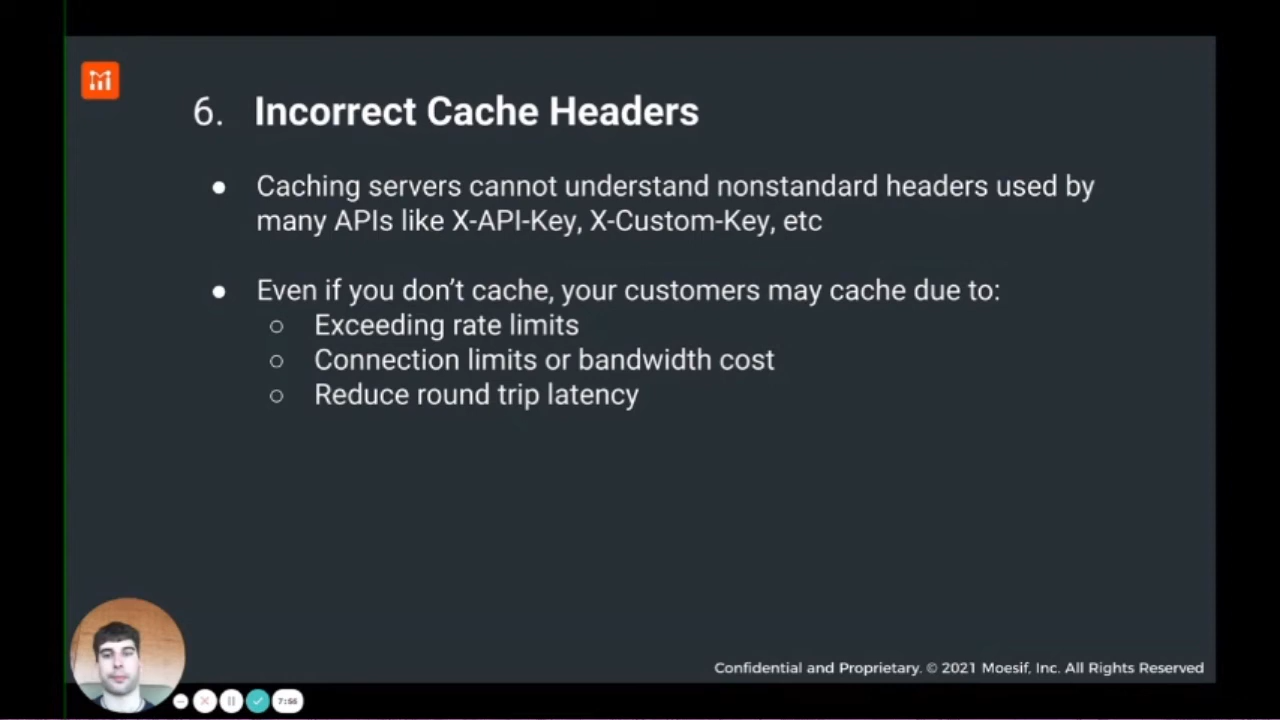 6. Incorrect Cache Headers
● Caching servers cannot understand nonstandard headers used by
many APIs like X-API-Key, X-Custom-Key, etc
● Even if you don’t cache, your customers may cache due to:
○ Exceeding rate limits
○ Connection limits or bandwidth cost
○ Reduce round trip latency
Confidential and Proprietary. © 2021 Moesif, Inc. All Rights Reserved
7:56